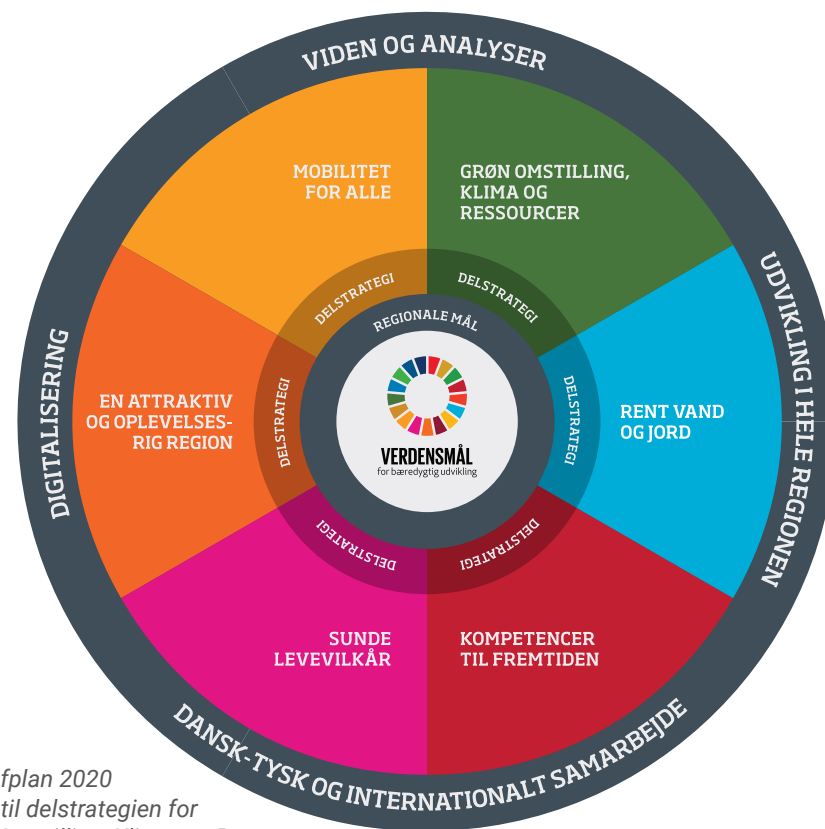 VIDEN OG ANALYSER
MOBILITET
FOR ALLE
GRØN OMSTILLING,
KLIMA OG
RESSOURCER
DELSTRATEGI
DELSTRATEGI
REGIONALE MÅL
UDVIKLING I HELE REGIONEN
DIGITALISERING
EN ATTRAKTIV
OG OPLEVELSES-
RIG REGION
DELSTRATEGI
VERDENSMÅL
for bæredygtig udvikling
DELSTRATEGI
RENT VAND
OG JORD
DELSTRATEGI
DELSTRATEGI
SUNDE
LEVEVILKÅR
KOMPETENCER
TIL FREMTIDEN
DANSK-TYSK OG INTERNATIONALT SAMARBEJDE
fplan 2020
til delstrategien for